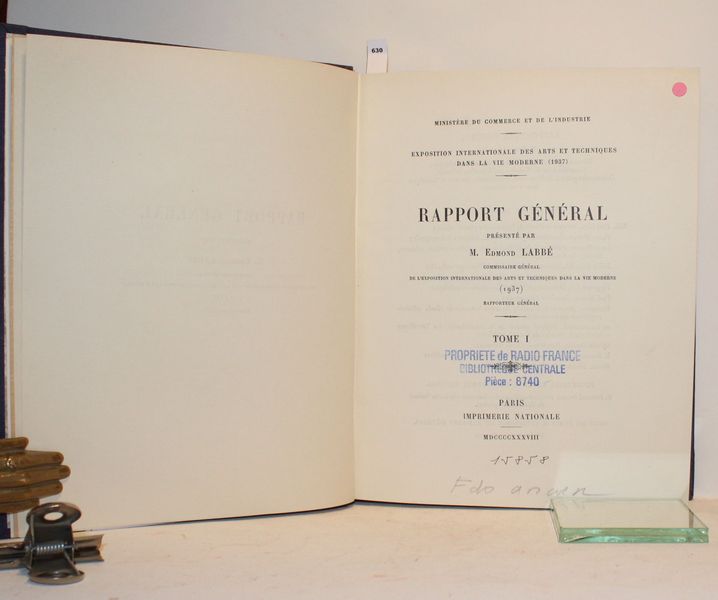 630
MINISTÈRE DU COMMERCE ET DE L'INDUSTRIE
EXPOSITION INTERNATIONALE DES ARTS ET TECHNIQUES
DANS LA VIE MODERNE (1937)
RAPPORT GÉNÉRAL
PRÉSENTÉ PAR
M. EDMOND LABBÉ
COMMISSAIRE GÉNÉRAL
DE L'EXPOSITION INTERNATIONALE DES ARTS ET TECHNIQUES DANS LA VIE MODERNE
(1937)
RAPPORTEUR GÉNÉRAL
TOME I
PROPRIETE de RADIO FRANCE
BIBLIOTHEQUE CENTRALE
Pièce : 8740
PARIS
IMPRIMERIE NATIONALE
MDCCCCXXXVIII
15858
Fds ancien